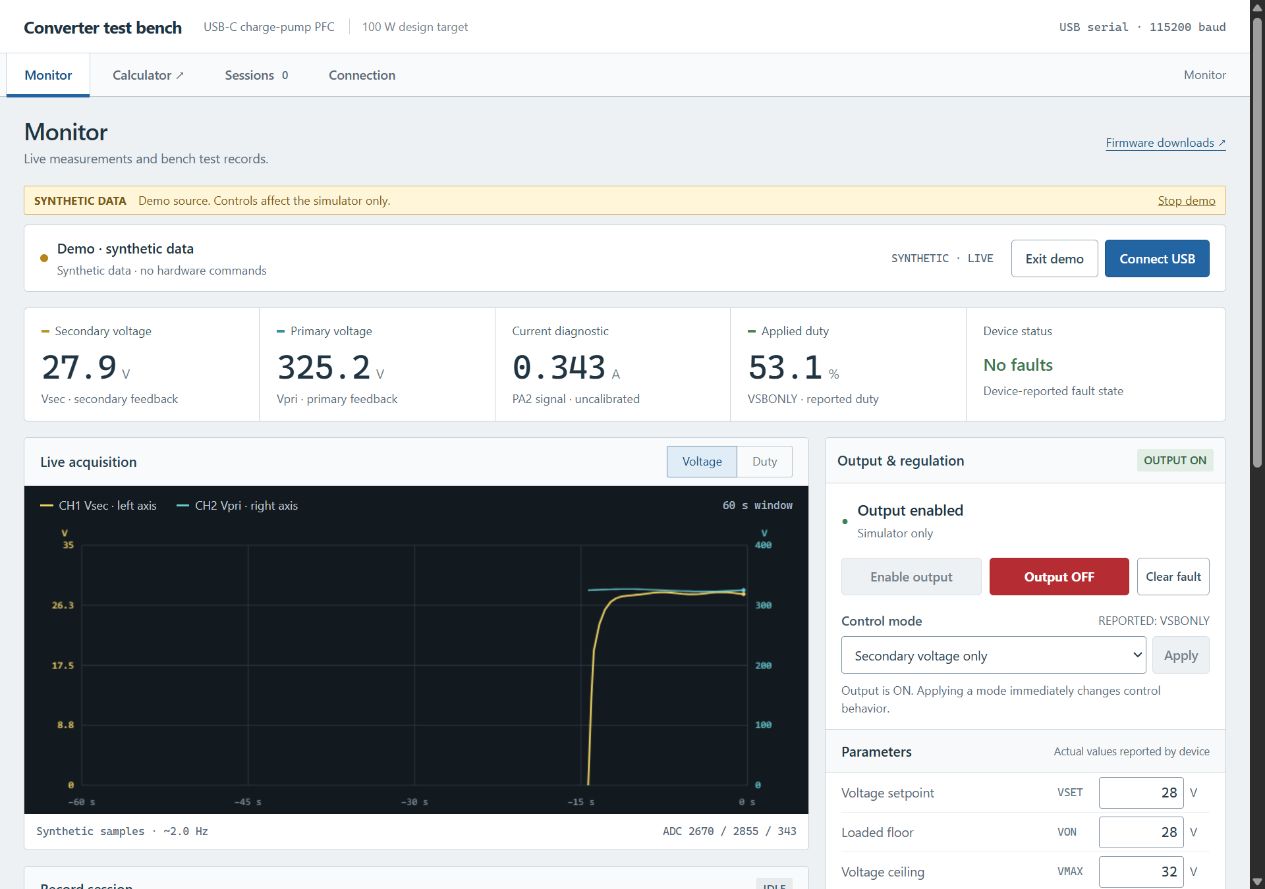 Converter test bench USB-C charge-pump PFC 100 W design target USB serial · 115200 baud
Monitor Calculator ↗ Sessions 0 Connection Monitor
Monitor
Live measurements and bench test records.
Firmware downloads ↗
SYNTHETIC DATA Demo source. Controls affect the simulator only. Stop demo
Demo · synthetic data
Synthetic data · no hardware commands
SYNTHETIC · LIVE Exit demo Connect USB
Secondary voltage
27.9 V
Vsec · secondary feedback
Primary voltage
325.2 V
Vpri · primary feedback
Current diagnostic
0.343 A
PA2 signal · uncalibrated
Applied duty
53.1 %
VSBONLY · reported duty
Device status
No faults
Device-reported fault state
Live acquisition Voltage Duty
CH1 Vsec · left axis CH2 Vpri · right axis 60 s window
V V
35 400
26.3 300
17.5 200
8.8 100
0 0
-60 s -45 s -30 s -15 s 0 s
Synthetic samples · ~2.0 Hz ADC 2670 / 2855 / 343
Record session IDLE
Output & regulation OUTPUT ON
Output enabled
Simulator only
Enable output Output OFF Clear fault
Control mode REPORTED: VSBONLY
Secondary voltage only Apply
Output is ON. Applying a mode immediately changes control
behavior.
Parameters Actual values reported by device
Voltage setpoint VSET 28 V
Loaded floor VON 28 V
Voltage ceiling VMAX 32 V